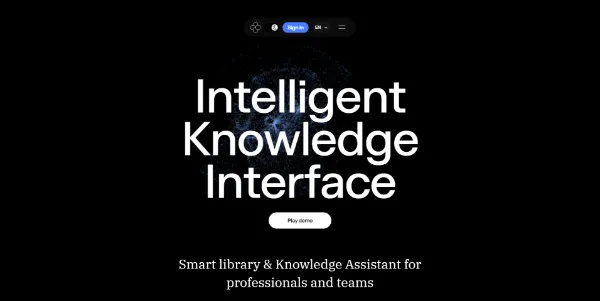 Sign in
EN
Intelligent
Knowledge
Interface
Play demo
Smart library & Knowledge Assistant for
professionals and teams